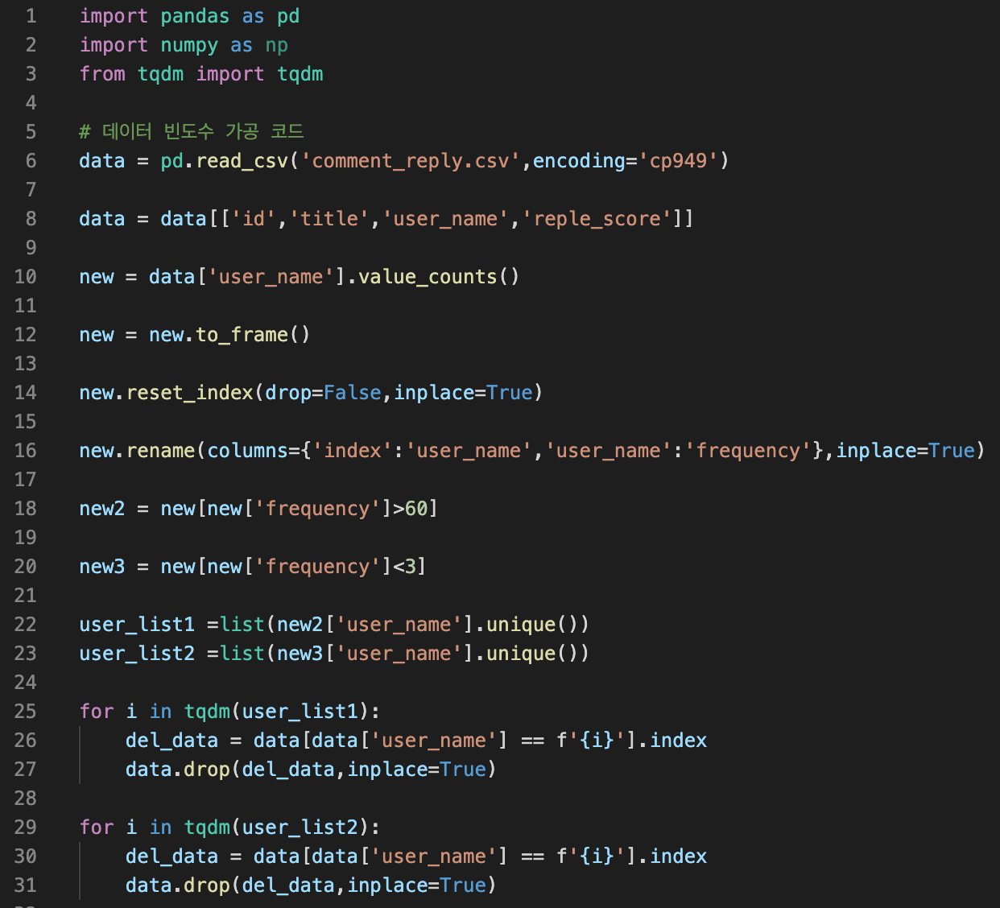 1 import pandas as pd
2 import numpy as np
3 from tqdm import tqdm
4
5 # 데이터 빈도수 가공 코드
6 data = pd.read_csv('comment_reply.csv',encoding='cp949')
7
8 data = data[['id','title','user_name','reple_score']]
9
10 new = data['user_name'].value_counts()
11
12 new = new.to_frame()
13
14 new.reset_index(drop=False,inplace=True)
15
16 new.rename(columns={'index':'user_name','user_name':'frequency'},inplace=True)
17
18 new2 = new[new['frequency']>60]
19
20 new3 = new[new['frequency']<3]
21
22 user_list1 =list(new2['user_name'].unique())
23 user_list2 =list(new3['user_name'].unique())
24
25 for i in tqdm(user_list1):
26     del_data = data[data['user_name'] == f'{i}'].index
27     data.drop(del_data,inplace=True)
28
29 for i in tqdm(user_list2):
30     del_data = data[data['user_name'] == f'{i}'].index
31     data.drop(del_data,inplace=True)